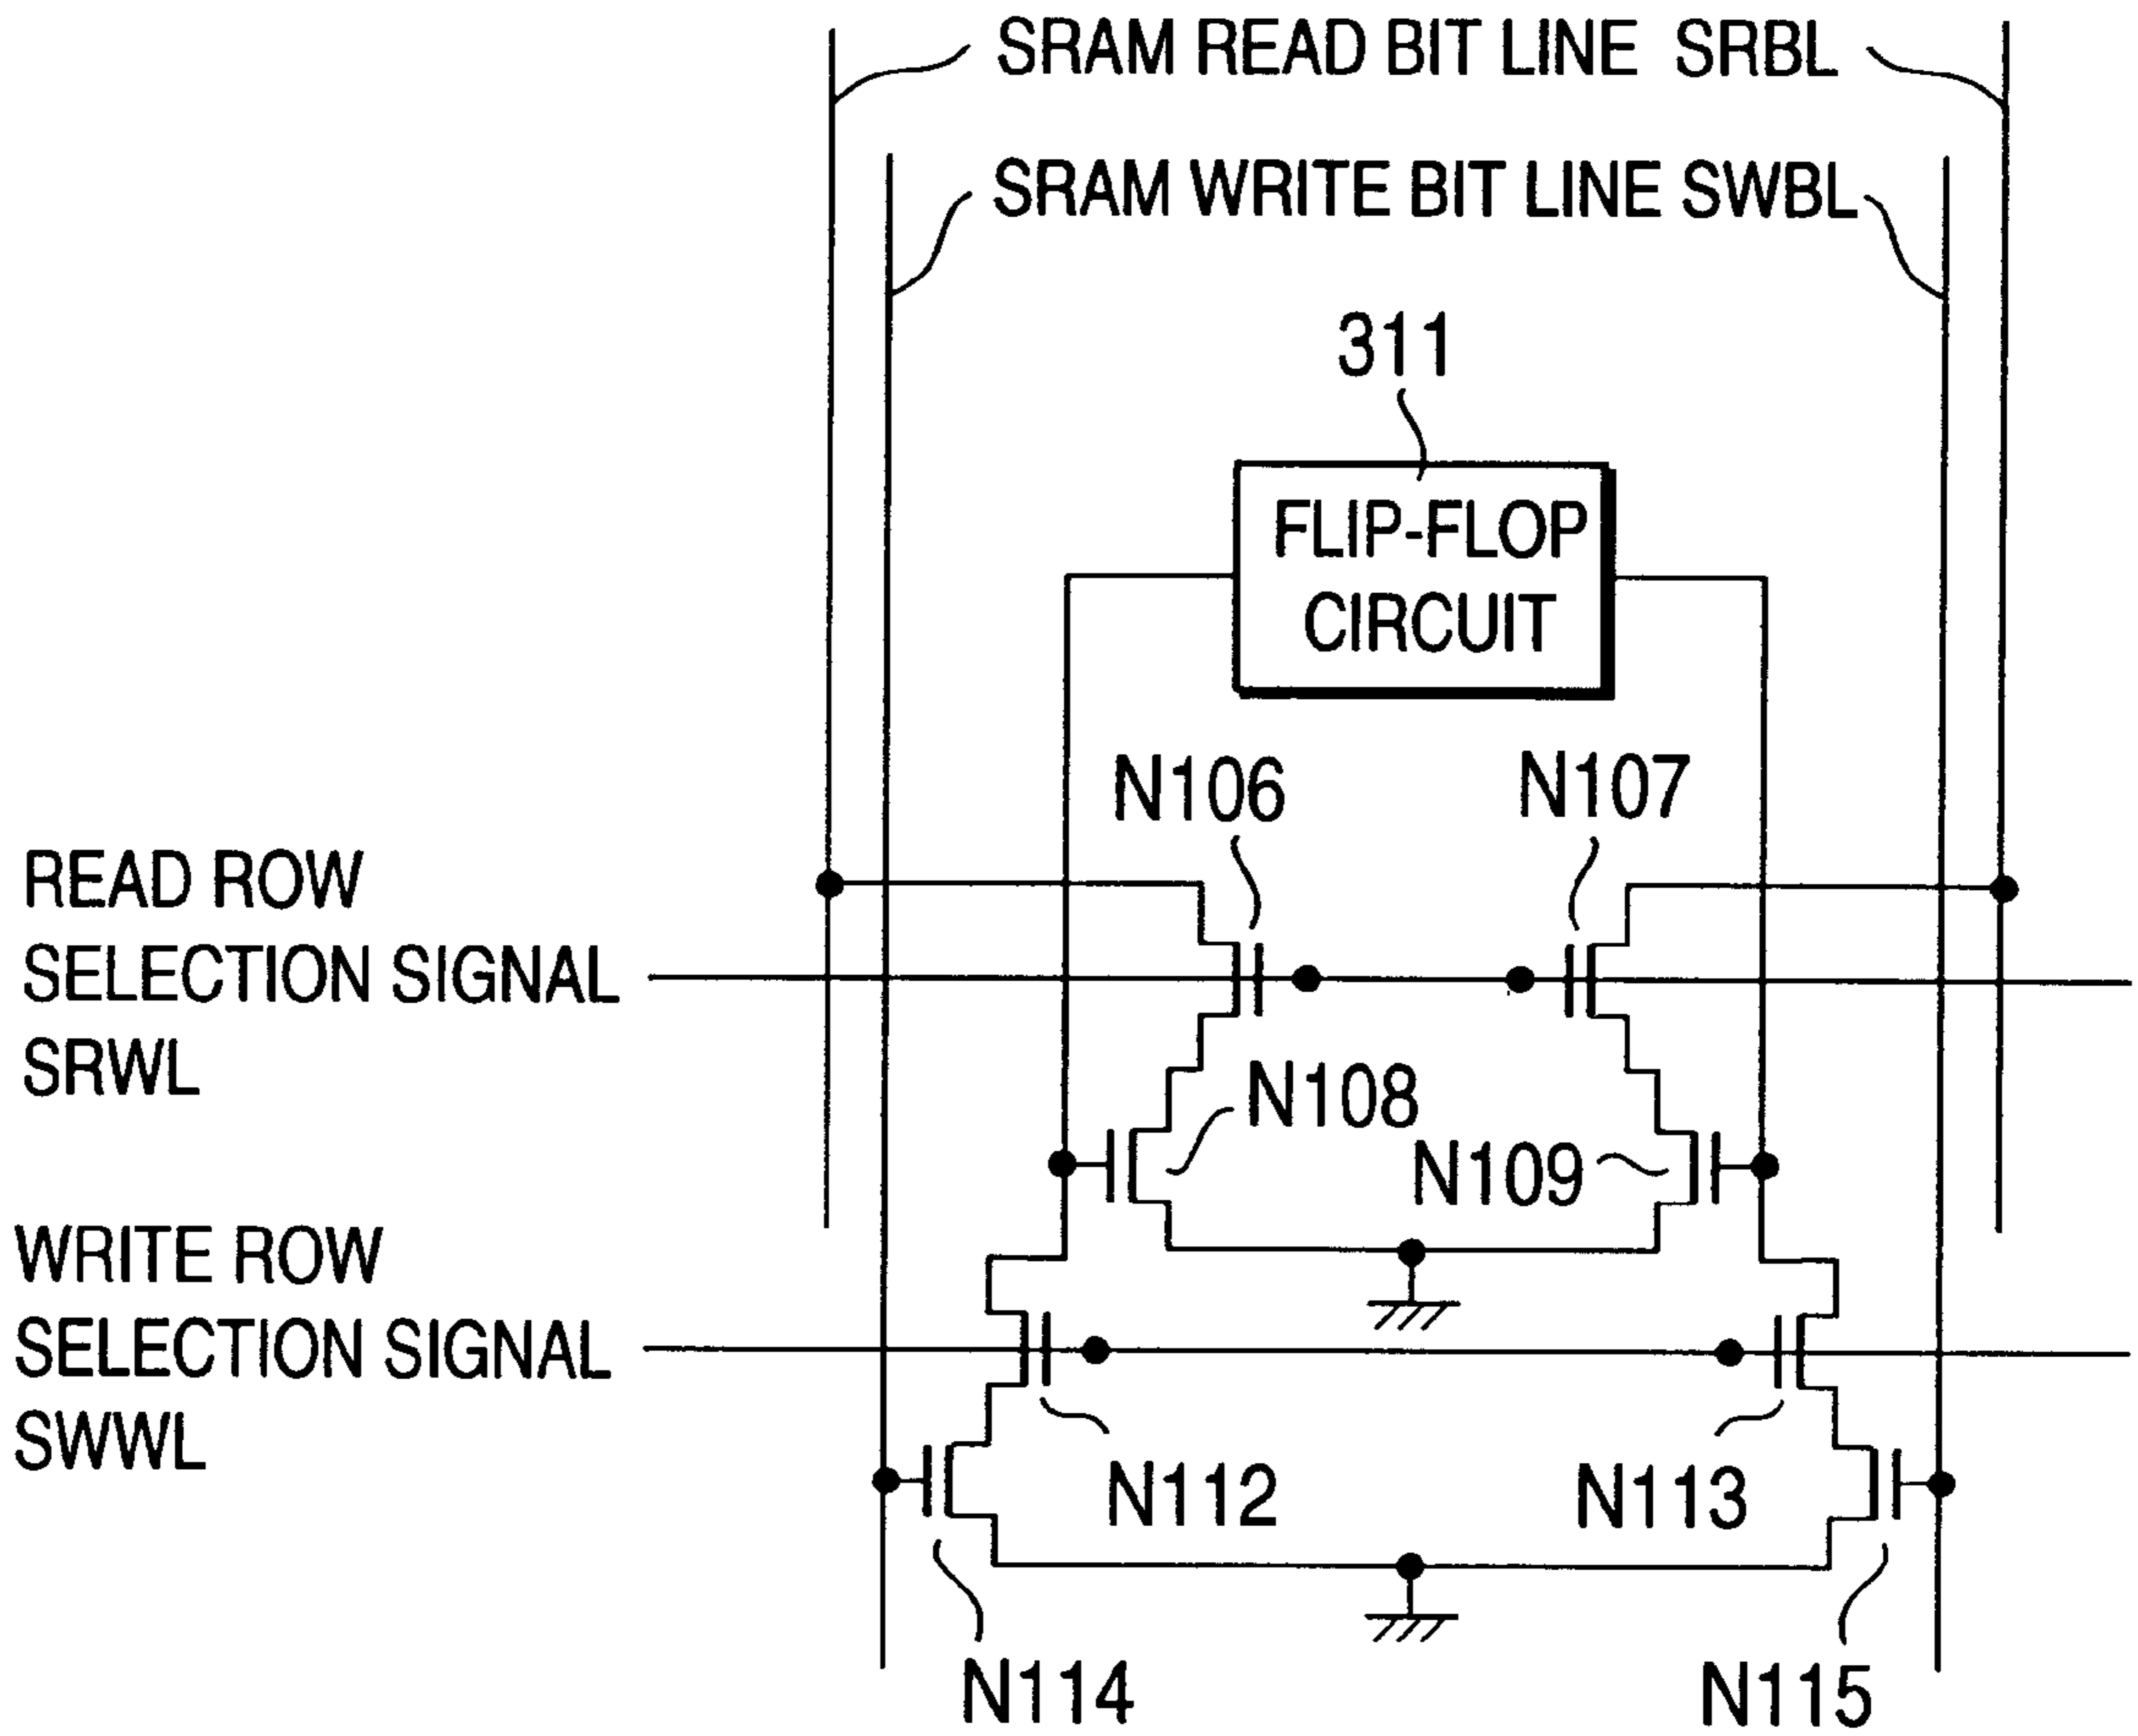 SRAM READ BIT LINE SRBL
SRAM WRITE BIT LINE SWBL
311
FLIP-FLOP
CIRCUIT
N106
N107
READ ROW
SELECTION SIGNAL
SRWL
N108
N109
WRITE ROW
SELECTION SIGNAL
SWWL
N112
N113
N114
N115